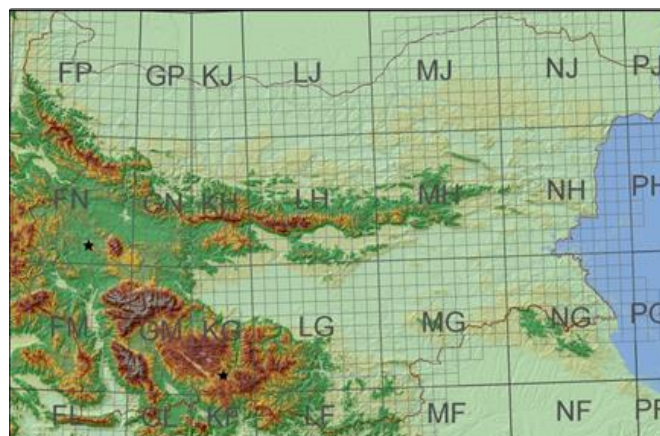 FP GP KJ LJ MJ NJ PJ
FN GN KH LH MH NH PH
FM GM KG LG MG NG PG
FL GL KF LF MF NF PF